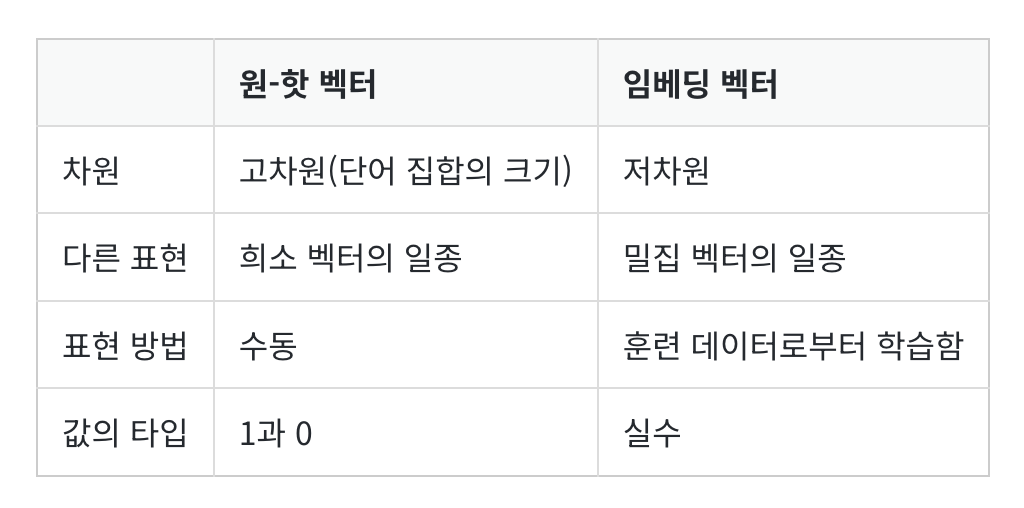 원-핫 벡터 임베딩 벡터
차원 고차원(단어 집합의 크기) 저차원
다른 표현 희소 벡터의 일종 밀집 벡터의 일종
표현 방법 수동 훈련 데이터로부터 학습함
값의 타입 1과 0 실수